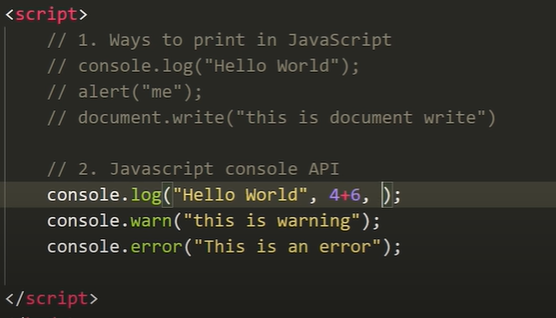 <script>
// 1. Ways to print in JavaScript
// console.log("Hello World");
// alert("me");
// document.write("this is document write")
// 2. Javascript console API
console.log("Hello World", 4+6, );
console.warn("this is warning");
console.error("This is an error");
</script>